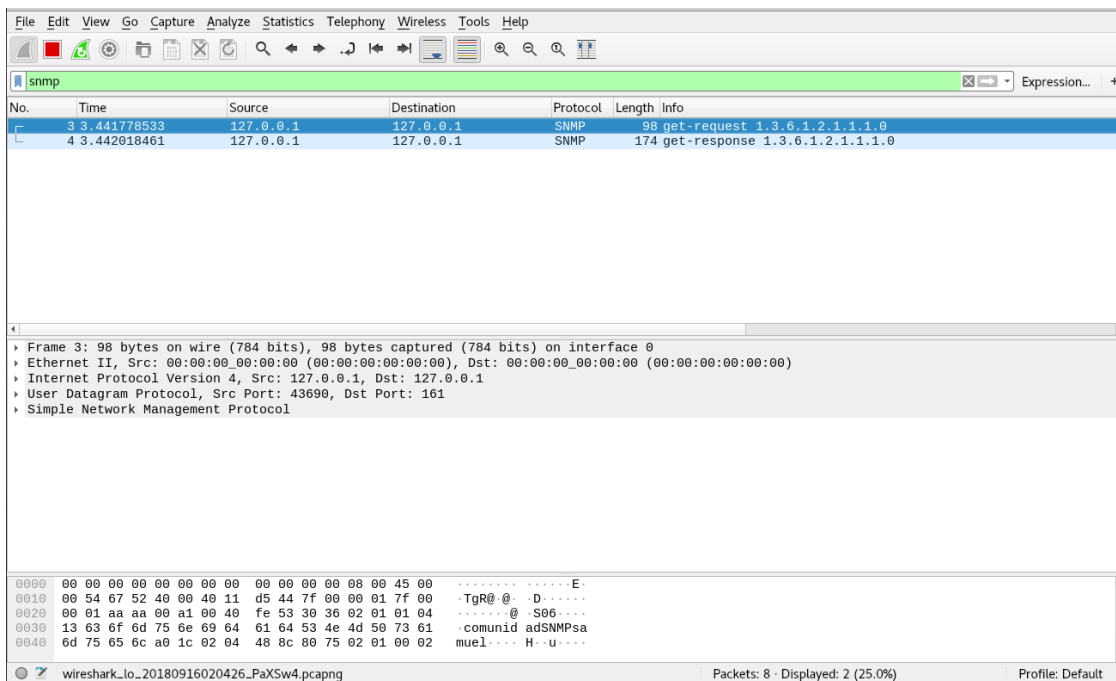 File Edit View Go Capture Analyze Statistics Telephony Wireless Tools Help
snmp Expression... +
No. Time Source Destination Protocol Length Info
3 3.441778533 127.0.0.1 127.0.0.1 SNMP 98 get-request 1.3.6.1.2.1.1.1.0
4 3.442018461 127.0.0.1 127.0.0.1 SNMP 174 get-response 1.3.6.1.2.1.1.1.0
Frame 3: 98 bytes on wire (784 bits), 98 bytes captured (784 bits) on interface 0
Ethernet II, Src: 00:00:00_00:00:00 (00:00:00:00:00:00), Dst: 00:00:00_00:00:00 (00:00:00:00:00:00)
Internet Protocol Version 4, Src: 127.0.0.1, Dst: 127.0.0.1
User Datagram Protocol, Src Port: 43690, Dst Port: 161
Simple Network Management Protocol
0000 00 00 00 00 00 00 00 00 00 00 00 00 08 00 45 00 ········ ······E·
0010 00 54 67 52 40 00 40 11 d5 44 7f 00 00 01 7f 00 ·TgR@·@· ·D······
0020 00 01 aa aa 00 a1 00 40 fe 53 30 36 02 01 01 04 ·······@ ·S06····
0030 13 63 6f 6d 75 6e 69 64 61 64 53 4e 4d 50 73 61 ·comunid adSNMPsa
0040 6d 75 65 6c a0 1c 02 04 48 8c 80 75 02 01 00 02 muel···· H··u····
wireshark_lo_20180916020426_PaXSw4.pcapng Packets: 8 · Displayed: 2 (25.0%) Profile: Default